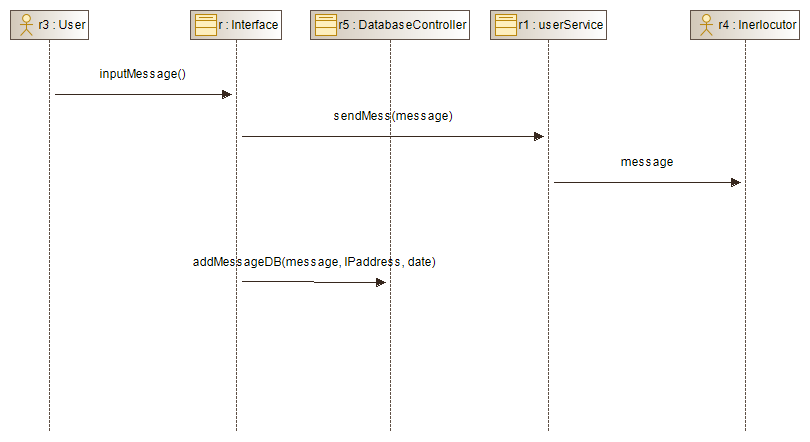 r3 : User
r : Interface
r5 : DatabaseController
r1 : userService
r4 : Inerlocutor
inputMessage()
sendMess(message)
message
addMessageDB(message, IPaddress, date)